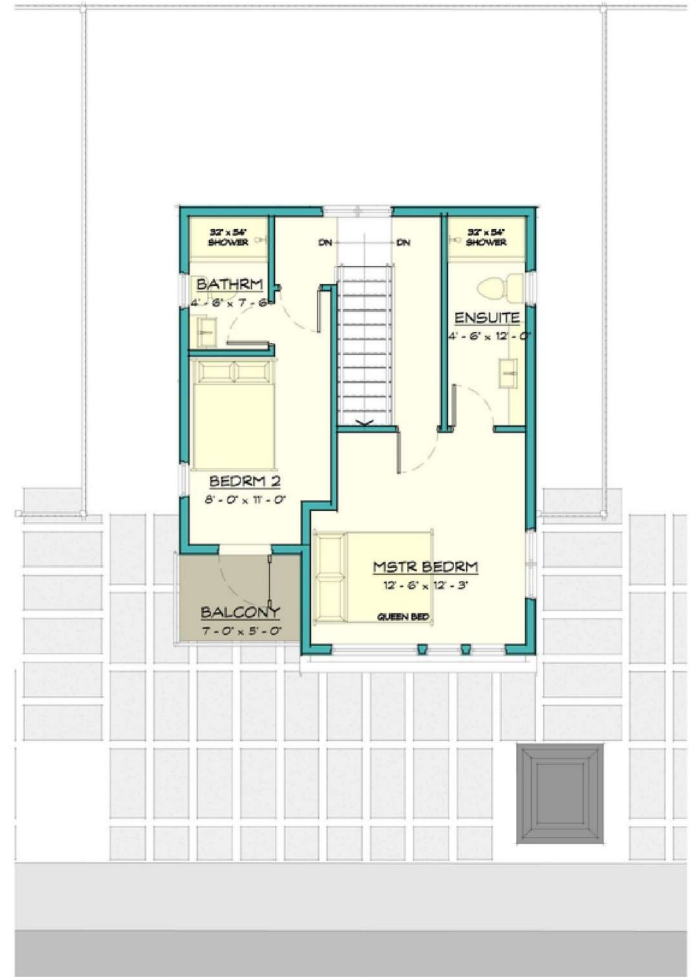 32" x 54"
SHOWER
DN
DN
32" x 54"
SHOWER
BATHRM
4' - 6" x 7' - 6"
ENSUITE
4' - 6" x 12' - 0"
BEDRM 2
8' - 0" x 11' - 0"
MSTR BEDRM
12' - 6" x 12' - 3"
QUEEN BED
BALCONY
7' - 0" x 5' - 0"